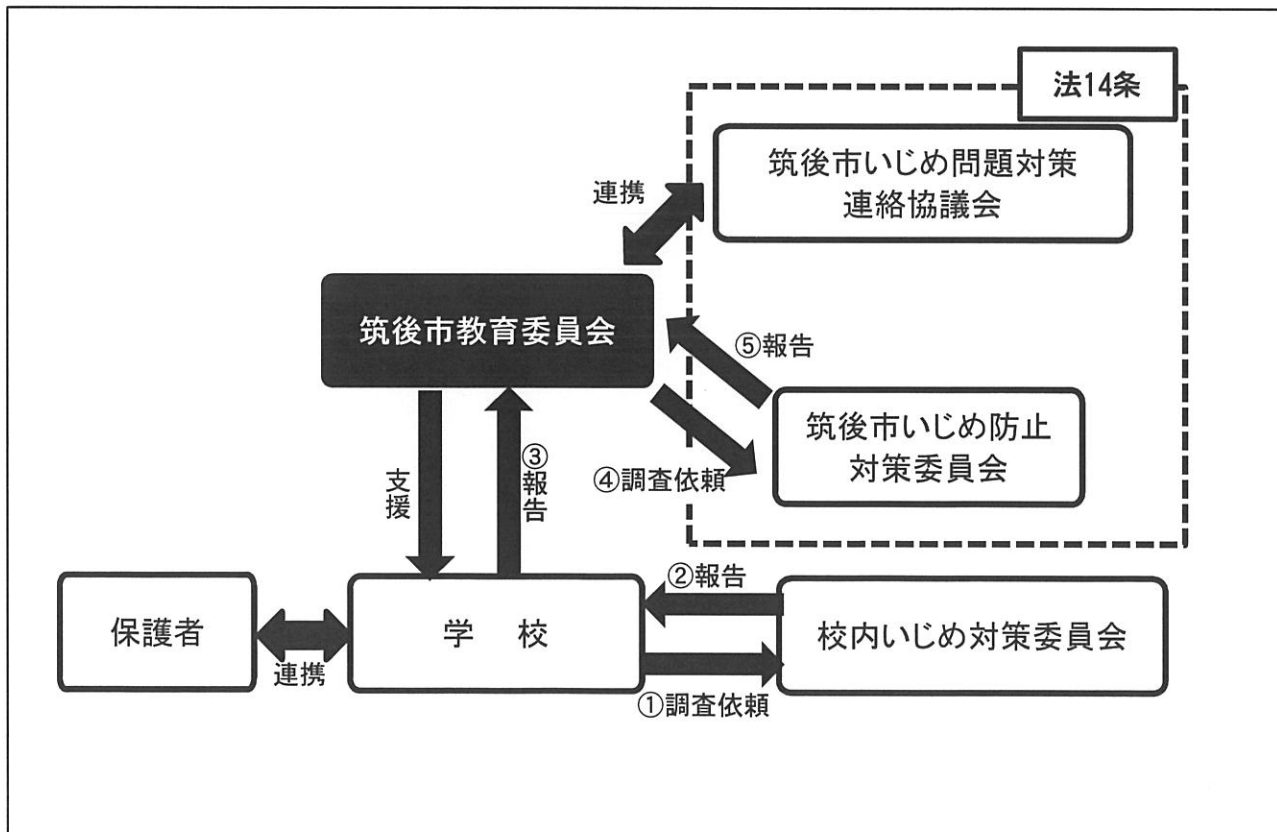 法14条
筑後市いじめ問題対策
連絡協議会
連携
筑後市教育委員会
⑤報告
筑後市いじめ防止
対策委員会
④調査依頼
支援
③報告
②報告
保護者
連携
学　校
校内いじめ対策委員会
①調査依頼